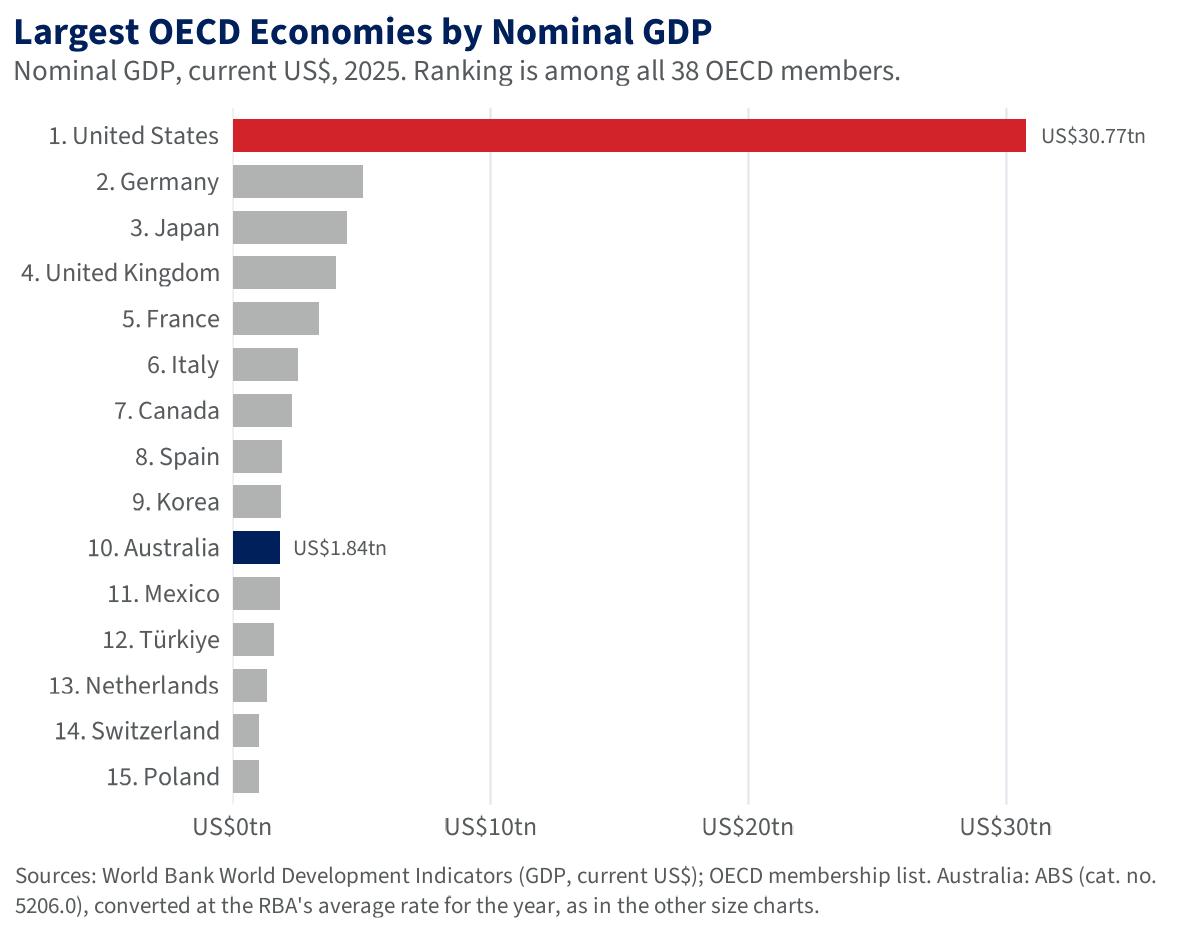 Largest OECD Economies by Nominal GDP
Nominal GDP, current US$, 2025. Ranking is among all 38 OECD members.
1. United States
US$30.77tn
2. Germany
3. Japan
4. United Kingdom
5. France
6. Italy
7. Canada
8. Spain
9. Korea
10. Australia
US$1.84tn
11. Mexico
12. Türkiye
13. Netherlands
14. Switzerland
15. Poland
US$0tn
US$10tn
US$20tn
US$30tn
Sources: World Bank World Development Indicators (GDP, current US$); OECD membership list. Australia: ABS (cat. no.
5206.0), converted at the RBA's average rate for the year, as in the other size charts.